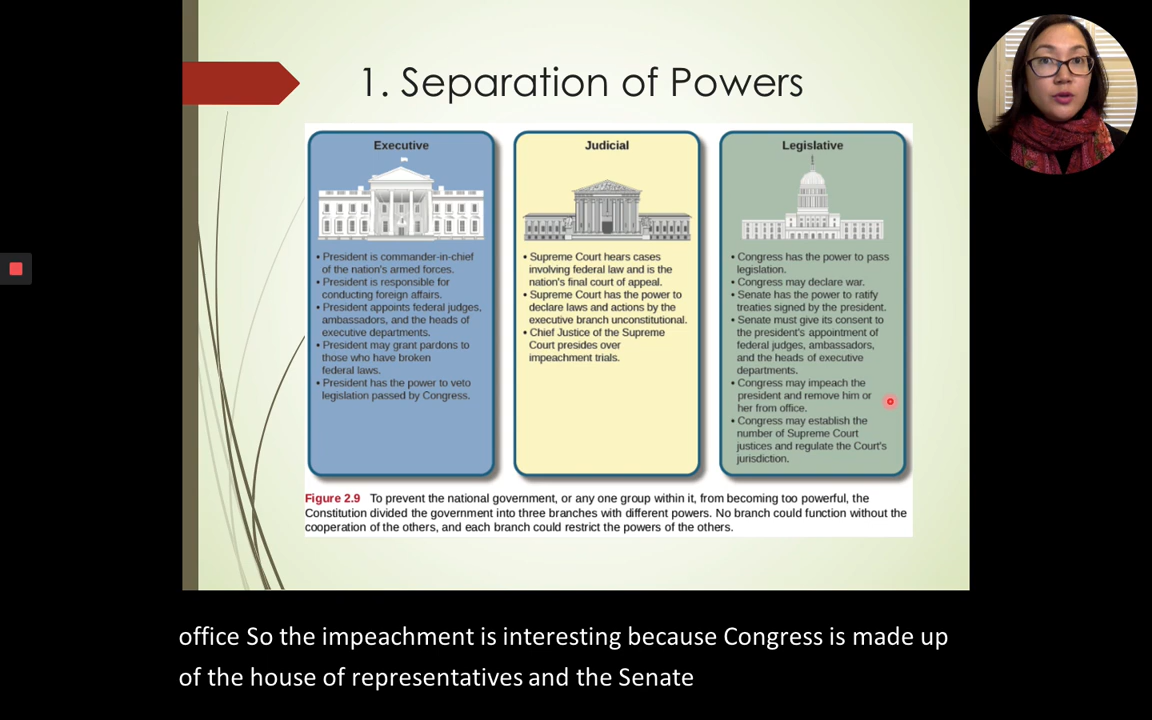 1. Separation of Powers
Executive
• President is commander-in-chief
of the nation's armed forces.
• President is responsible for
conducting foreign affairs.
• President appoints federal judges,
ambassadors, and the heads of
executive departments.
• President may grant pardons to
those who have broken
federal laws.
• President has the power to veto
legislation passed by Congress.
Judicial
• Supreme Court hears cases
involving federal law and is the
nation's final court of appeal.
• Supreme Court has the power to
declare laws and actions by the
executive branch unconstitutional.
• Chief Justice of the Supreme
Court presides over
impeachment trials.
Legislative
• Congress has the power to pass
legislation.
• Congress may declare war.
• Senate has the power to ratify
treaties signed by the president.
• Senate must give its consent to
the president's appointment of
federal judges, ambassadors,
and the heads of executive
departments.
• Congress may impeach the
president and remove him or
her from office.
• Congress may establish the
number of Supreme Court
justices and regulate the Court's
jurisdiction.
Figure 2.9 To prevent the national government, or any one group within it, from becoming too powerful, the
Constitution divided the government into three branches with different powers. No branch could function without the
cooperation of the others, and each branch could restrict the powers of the others.
office So the impeachment is interesting because Congress is made up
of the house of representatives and the Senate